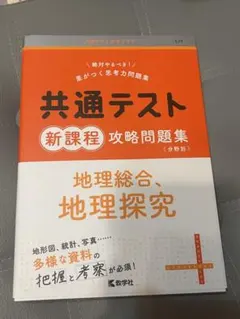 絶対やるべき!
差がつく思考力問題集
共通テスト
新課程 攻略問題集
(分野別)
地理総合、
地理探究
地形図、統計、写真……
多様な資料の
把握と考察が必須!
教学社